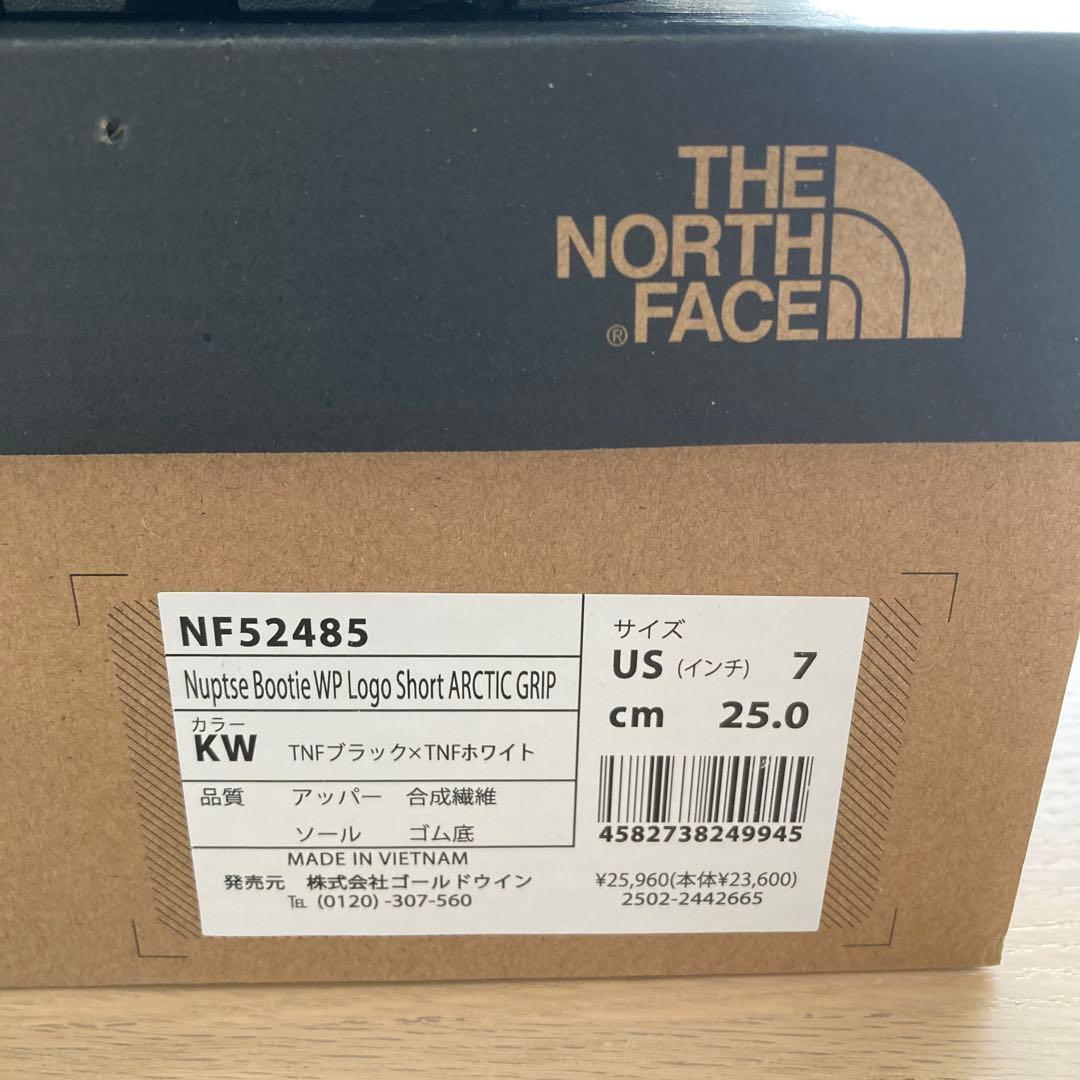 THE
NORTH
® FACE
NF52485
Nuptse Bootie WP Logo Short ARCTIC GRIP
カラー
KW TNFブラック×TNFホワイト
品質 アッパー 合成繊維
ソール ゴム底
MADE IN VIETNAM
発売元 株式会社ゴールドウイン
TEL (0120) -307-560
サイズ
US (インチ) 7
cm 25.0
4582738249945
¥25,960(本体¥23,600)
2502-2442665